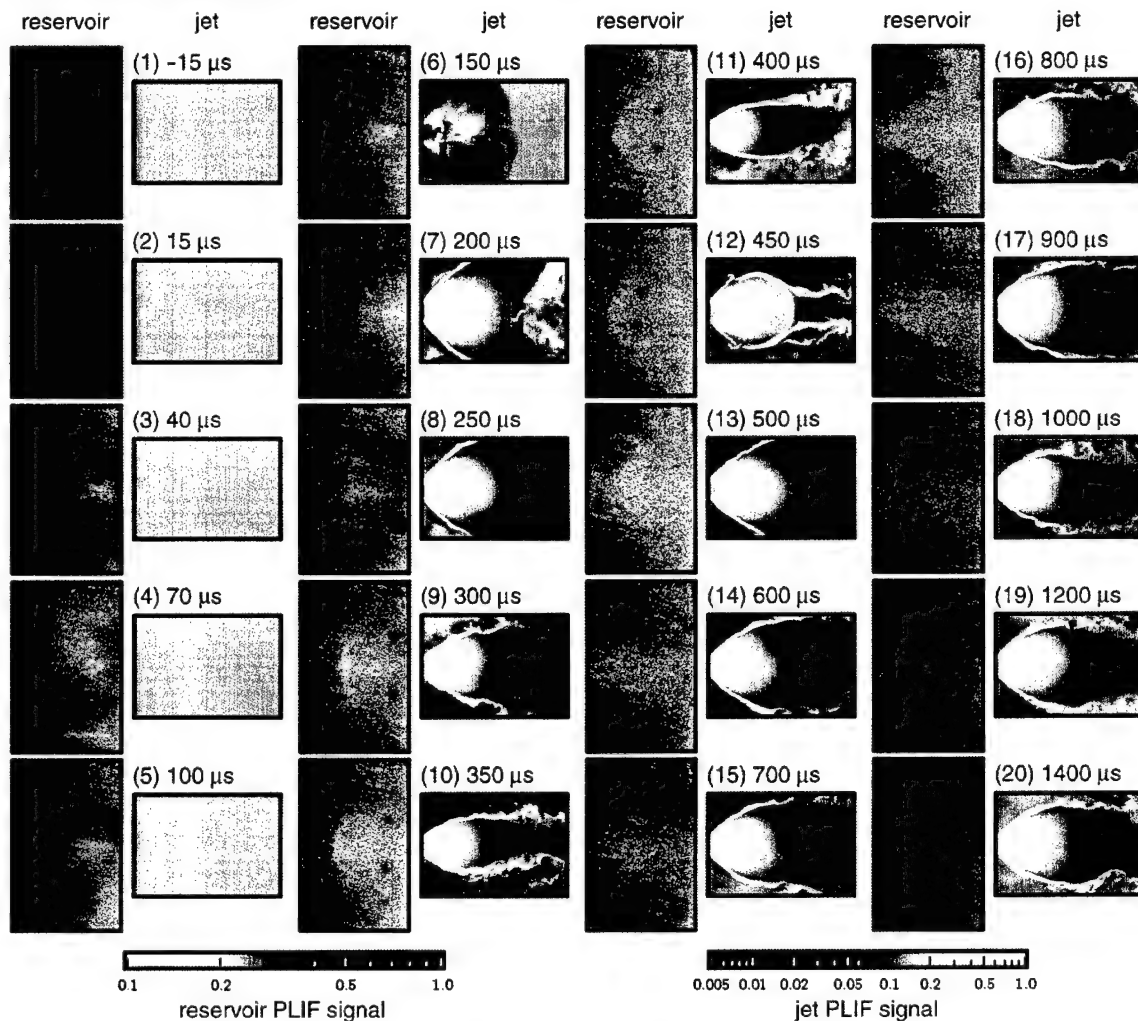 reservoir jet reservoir jet reservoir jet reservoir jet
(1) -15 μs (6) 150 μs (11) 400 μs (16) 800 μs
(2) 15 μs (7) 200 μs (12) 450 μs (17) 900 μs
(3) 40 μs (8) 250 μs (13) 500 μs (18) 1000 μs
(4) 70 μs (9) 300 μs (14) 600 μs (19) 1200 μs
(5) 100 μs (10) 350 μs (15) 700 μs (20) 1400 μs
0.1 0.2 0.5 1.0 0.005 0.01 0.02 0.05 0.1 0.2 0.5 1.0
reservoir PLIF signal jet PLIF signal